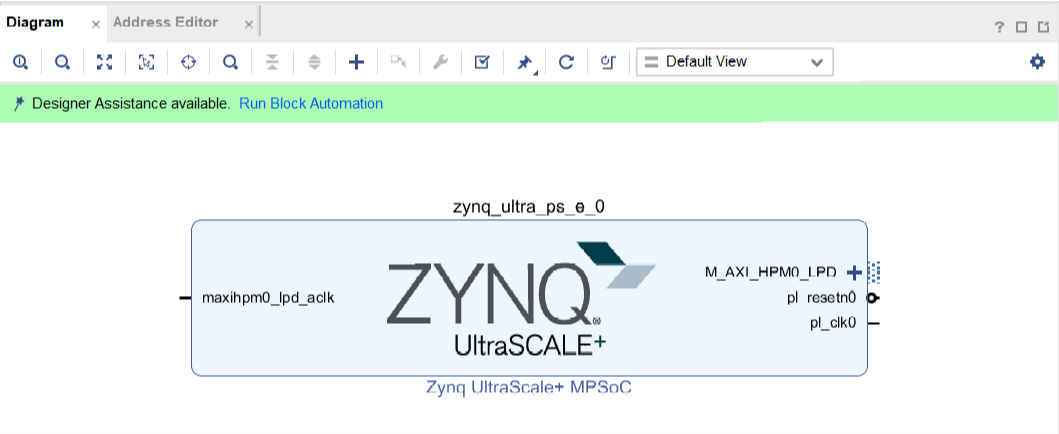 Diagram × Address Editor ×
? 
Default View
Designer Assistance available. Run Block Automation
zynq_ultra_ps_e_0
M_AXI_HPM0_LPD
maxihpm0_lpd_aclk
pl_resetn0
pl_clk0
ZYNQ®
UltraSCALE+
Zynq UltraScale+ MPSoC